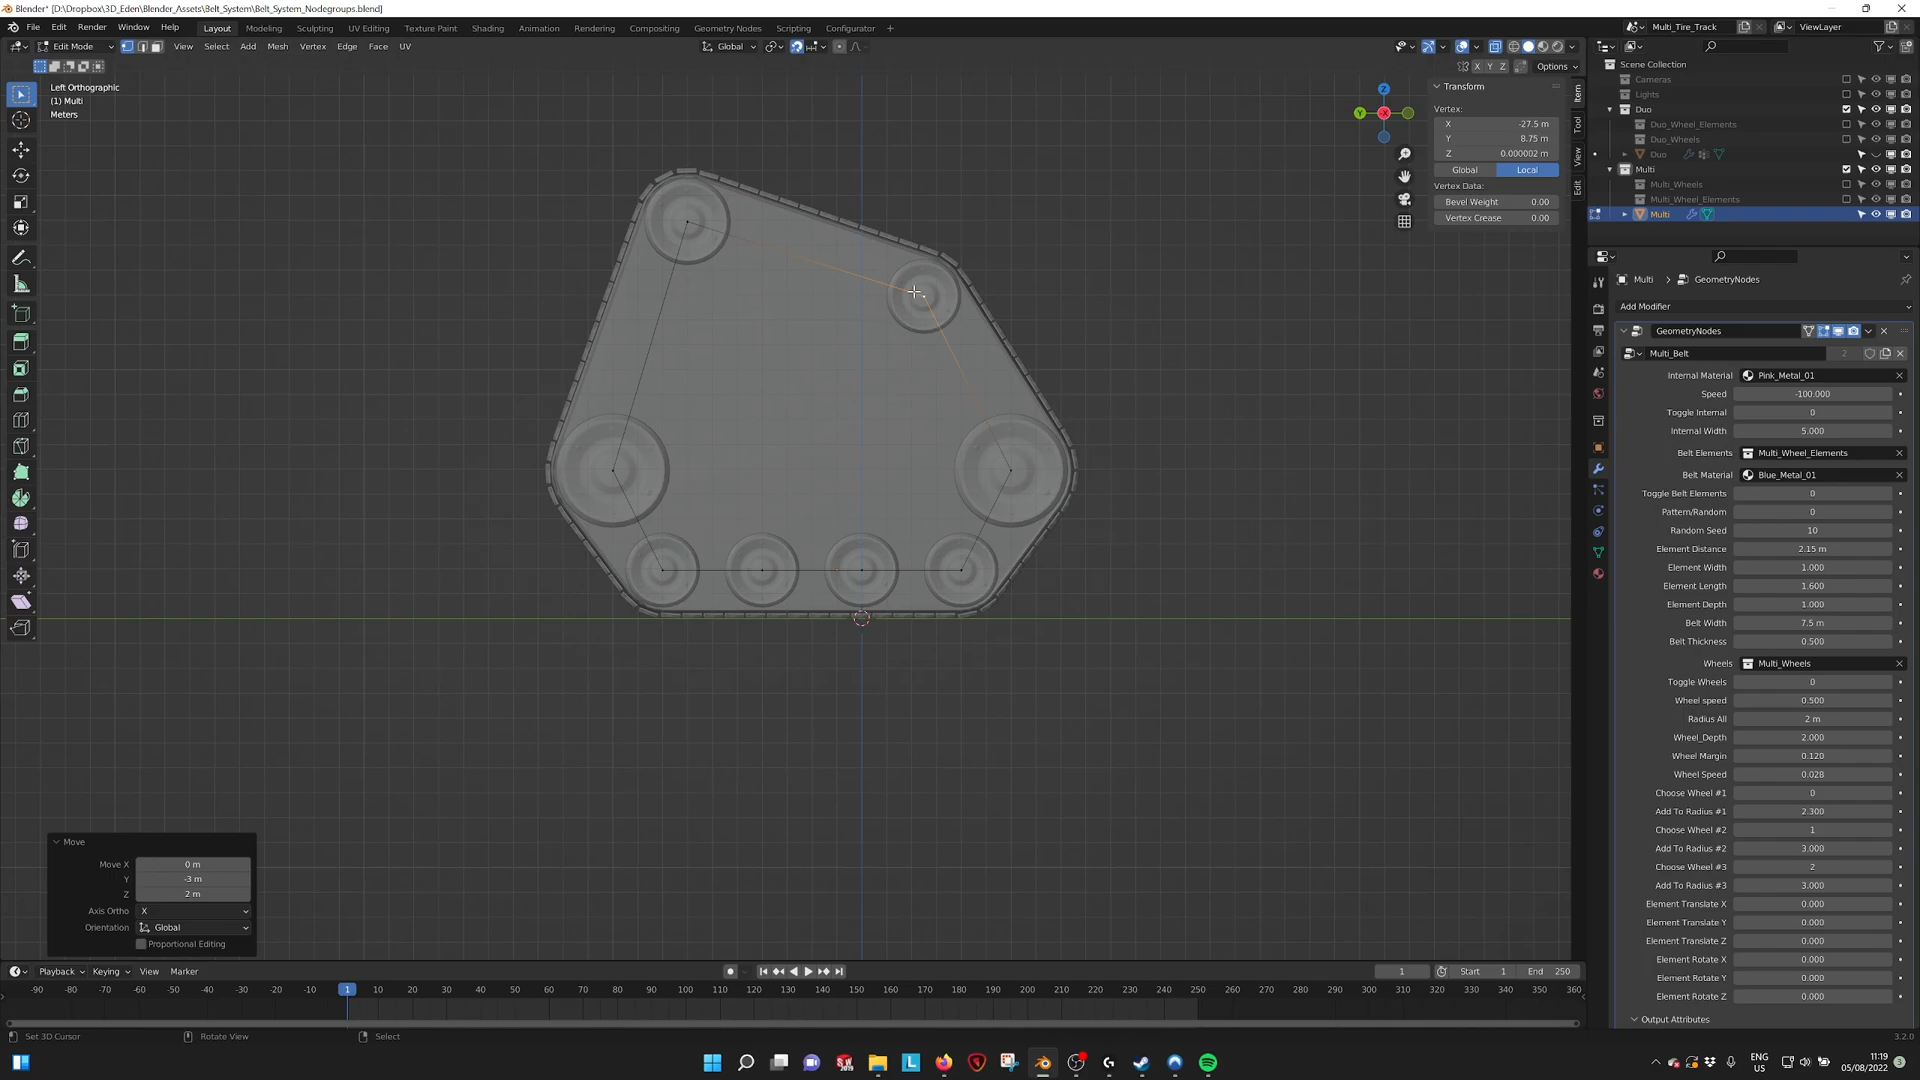 Blender* [D:\Dropbox\3D_Eden\Blender_Assets\Belt_System\Belt_System_Nodegroups.blend]
File Edit Render Window Help Layout Modeling Sculpting UV Editing Texture Paint Shading Animation Rendering Compositing Geometry Nodes Scripting Configurator + Multi_Tire_Track ViewLayer
Edit Mode View Select Add Mesh Vertex Edge Face UV Global
X Y Z Options
Left Orthographic
(1) Multi
Meters
Z
Y
-X
Transform
Vertex:
X -27.5 m
Y 8.75 m
Z 0.000002 m
Global Local
Vertex Data:
Bevel Weight 0.00
Vertex Crease 0.00
Item
Tool
View
Edit
Scene Collection
Cameras
Lights
Duo
Duo_Wheel_Elements
Duo_Wheels
Duo
Multi
Multi_Wheels
Multi_Wheel_Elements
Multi
Multi > GeometryNodes
Add Modifier
GeometryNodes
Multi_Belt 2
Internal Material Pink_Metal_01
Speed -100.000
Toggle Internal 0
Internal Width 5.000
Belt Elements Multi_Wheel_Elements
Belt Material Blue_Metal_01
Toggle Belt Elements 0
Pattern/Random 0
Random Seed 10
Element Distance 2.15 m
Element Width 1.000
Element Length 1.600
Element Depth 1.000
Belt Width 7.5 m
Belt Thickness 0.500
Wheels Multi_Wheels
Toggle Wheels 0
Wheel speed 0.500
Radius All 2 m
Wheel_Depth 2.000
Wheel Margin 0.120
Wheel Speed 0.028
Choose Wheel #1 0
Add To Radius #1 2.300
Choose Wheel #2 1
Add To Radius #2 3.000
Choose Wheel #3 2
Add To Radius #3 3.000
Element Translate X 0.000
Element Translate Y 0.000
Element Translate Z 0.000
Element Rotate X 0.000
Element Rotate Y 0.000
Element Rotate Z 0.000
Output Attributes
Move
Move X 0 m
Y -3 m
Z 2 m
Axis Ortho X
Orientation Global
Proportional Editing
Playback Keying View Marker 1 Start 1 End 250
-90 -80 -70 -60 -50 -40 -30 -20 -10 1 10 20 30 40 50 60 70 80 90 100 110 120 130 140 150 160 170 180 190 200 210 220 230 240 250 260 270 280 290 300 310 320 330 340 350 360
Set 3D Cursor Rotate View Select 3.2.0
ENG
US
11:19
05/08/2022